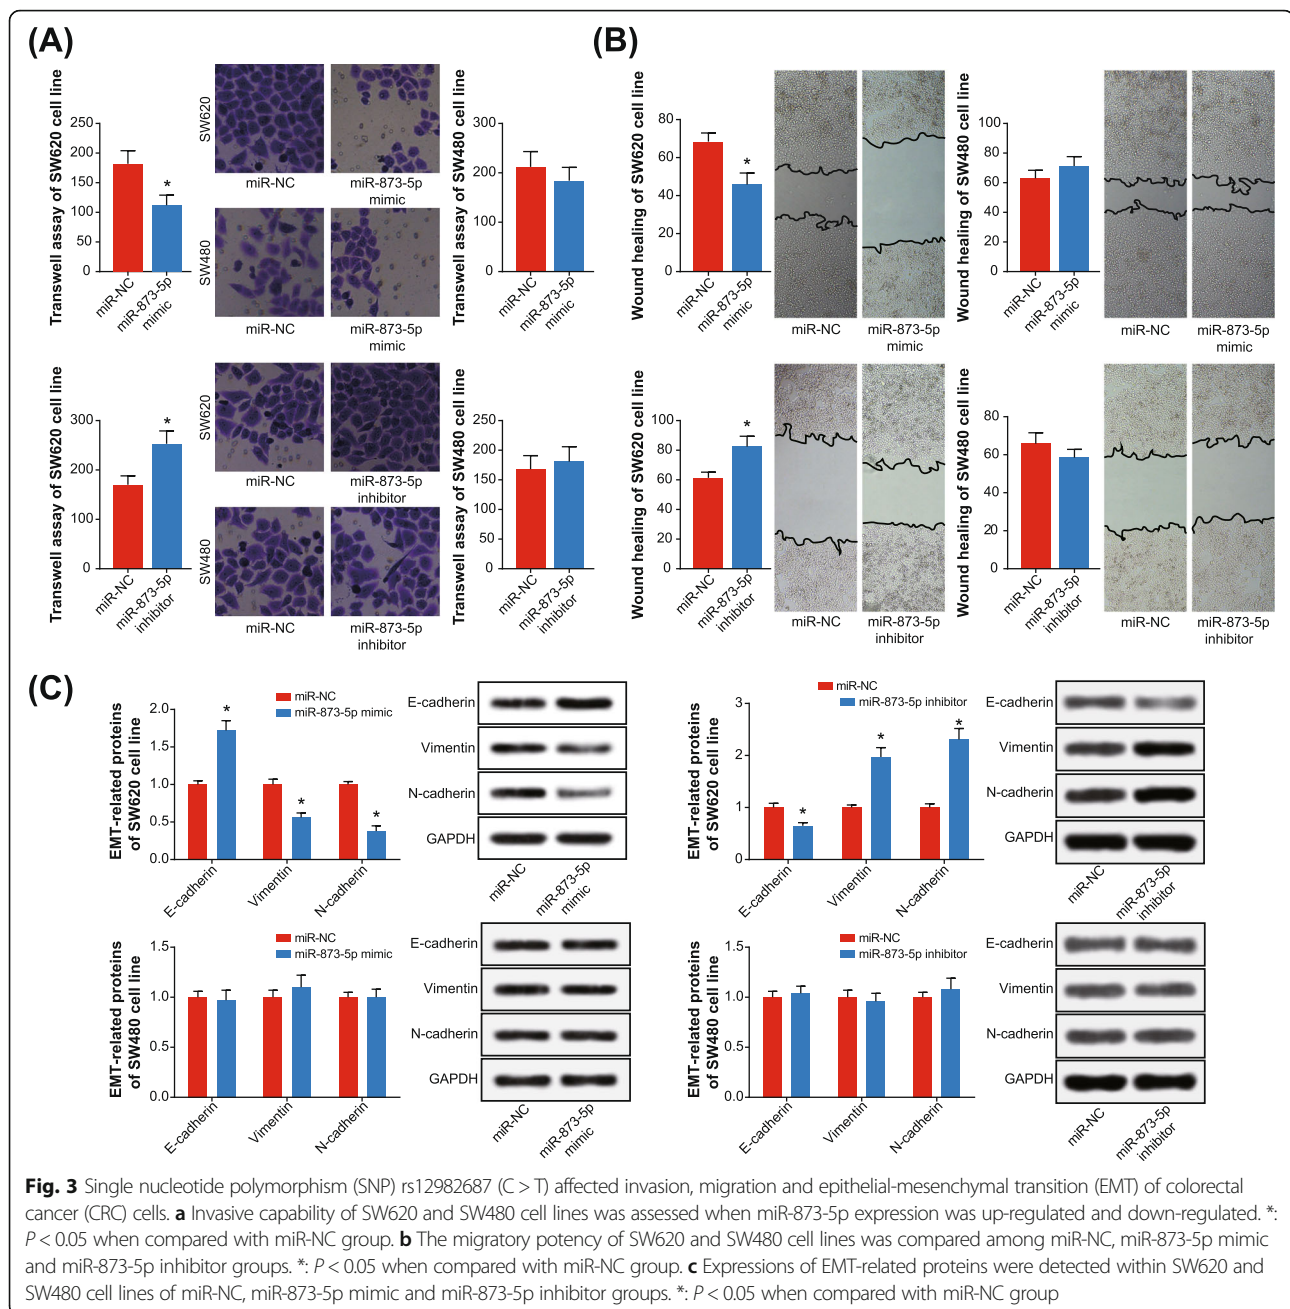 (A)
Transwell assay of SW620 cell line
250
200
150
100
50
0
*
miR-NC
miR-873-5p
mimic
SW620
miR-NC
miR-873-5p
mimic
SW480
miR-NC
miR-873-5p
mimic
Transwell assay of SW480 cell line
300
200
100
0
miR-NC
miR-873-5p
mimic
Transwell assay of SW620 cell line
300
200
100
0
*
miR-NC
miR-873-5p
inhibitor
SW620
miR-NC
miR-873-5p
inhibitor
SW480
miR-NC
miR-873-5p
inhibitor
Transwell assay of SW480 cell line
250
200
150
100
50
0
miR-NC
miR-873-5p
inhibitor
(B)
Wound healing of SW620 cell line
80
60
40
20
0
*
miR-NC
miR-873-5p
mimic
miR-NC
miR-873-5p
mimic
Wound healing of SW480 cell line
100
80
60
40
20
0
miR-NC
miR-873-5p
mimic
miR-NC
miR-873-5p
mimic
Wound healing of SW620 cell line
100
80
60
40
20
0
*
miR-NC
miR-873-5p
inhibitor
miR-NC
miR-873-5p
inhibitor
Wound healing of SW480 cell line
80
60
40
20
0
miR-NC
miR-873-5p
inhibitor
miR-NC
miR-873-5p
inhibitor
(C)
EMT-related proteins
of SW620 cell line
2.0
1.5
1.0
0.5
0.0
*
*
*
miR-NC
miR-873-5p mimic
E-cadherin
Vimentin
N-cadherin
E-cadherin
Vimentin
N-cadherin
GAPDH
miR-NC
miR-873-5p
mimic
EMT-related proteins
of SW620 cell line
3
2
1
0
*
*
*
miR-NC
miR-873-5p inhibitor
E-cadherin
Vimentin
N-cadherin
E-cadherin
Vimentin
N-cadherin
GAPDH
miR-NC
miR-873-5p
inhibitor
EMT-related proteins
of SW480 cell line
1.5
1.0
0.5
0.0
miR-NC
miR-873-5p mimic
E-cadherin
Vimentin
N-cadherin
E-cadherin
Vimentin
N-cadherin
GAPDH
miR-NC
miR-873-5p
mimic
EMT-related proteins
of SW480 cell line
1.5
1.0
0.5
0.0
miR-NC
miR-873-5p inhibitor
E-cadherin
Vimentin
N-cadherin
E-cadherin
Vimentin
N-cadherin
GAPDH
miR-NC
miR-873-5p
inhibitor
Fig. 3 Single nucleotide polymorphism (SNP) rs12982687 (C > T) affected invasion, migration and epithelial-mesenchymal transition (EMT) of colorectal
cancer (CRC) cells. a Invasive capability of SW620 and SW480 cell lines was assessed when miR-873-5p expression was up-regulated and down-regulated. *:
P < 0.05 when compared with miR-NC group. b The migratory potency of SW620 and SW480 cell lines was compared among miR-NC, miR-873-5p mimic
and miR-873-5p inhibitor groups. *: P < 0.05 when compared with miR-NC group. c Expressions of EMT-related proteins were detected within SW620 and
SW480 cell lines of miR-NC, miR-873-5p mimic and miR-873-5p inhibitor groups. *: P < 0.05 when compared with miR-NC group